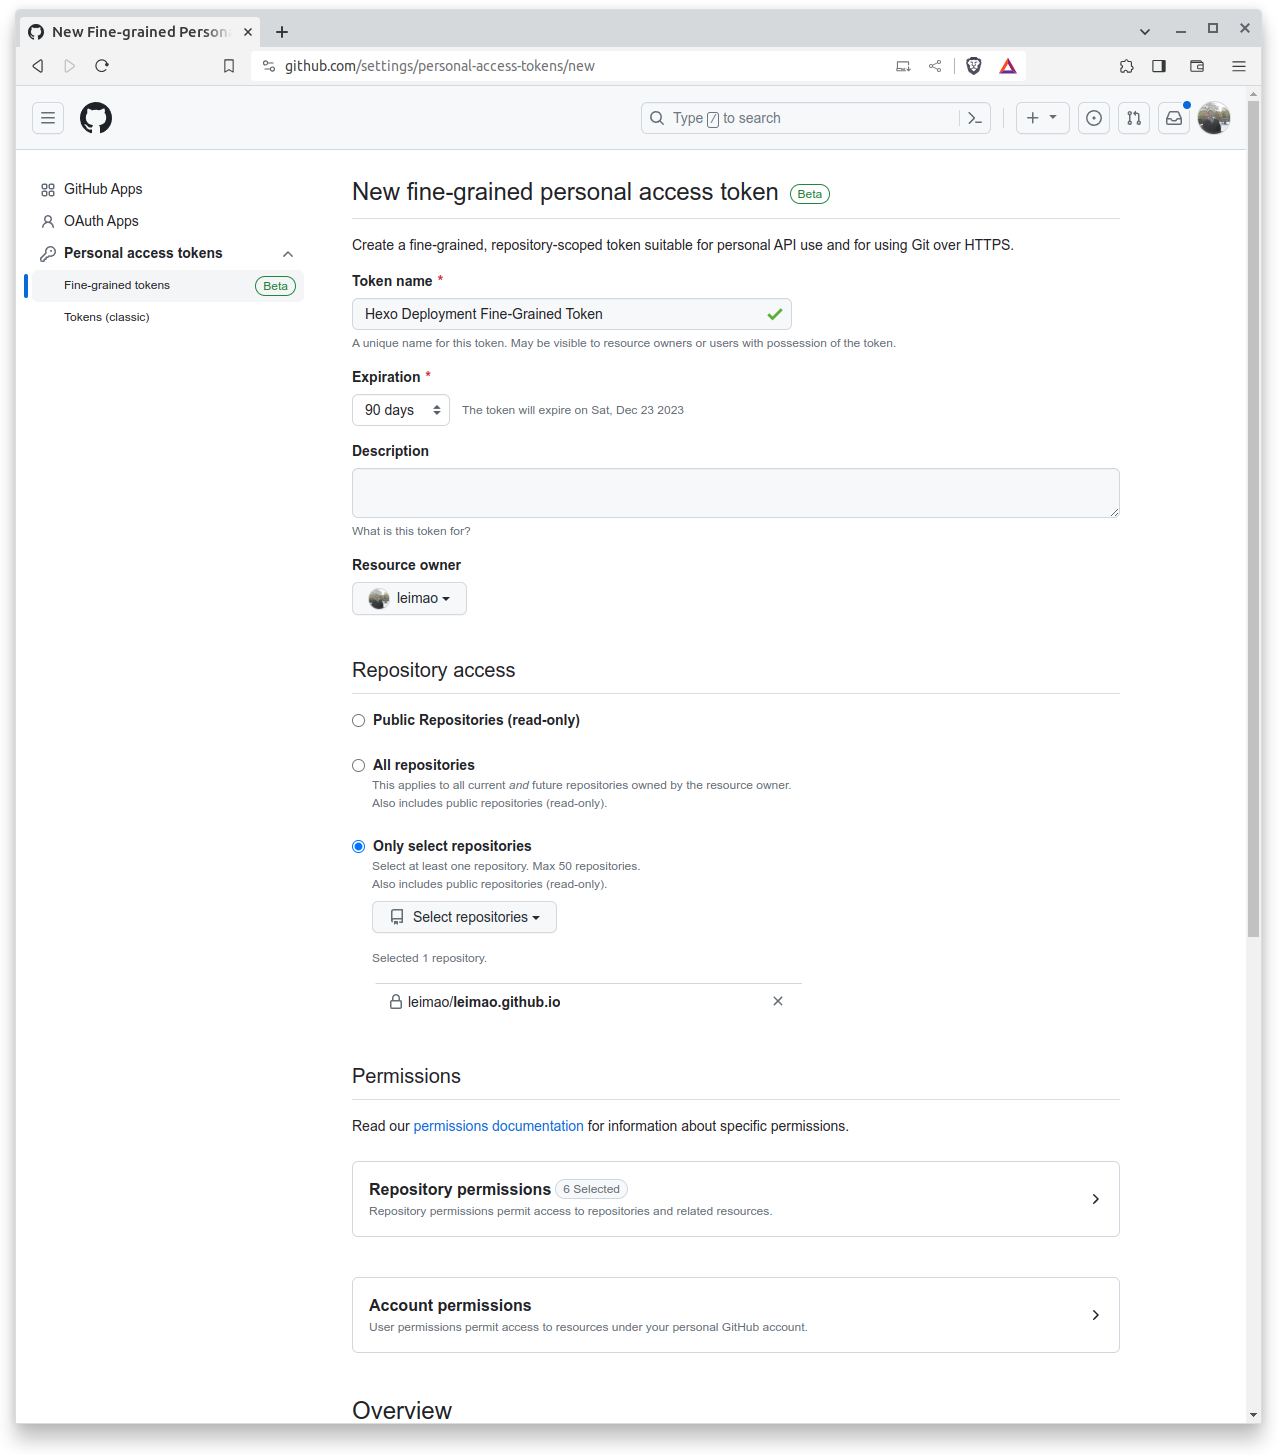 New Fine-grained Person
github.com/settings/personal-access-tokens/new
Type / to search
GitHub Apps
OAuth Apps
Personal access tokens
Fine-grained tokens Beta
Tokens (classic)
New fine-grained personal access token Beta
Create a fine-grained, repository-scoped token suitable for personal API use and for using Git over HTTPS.
Token name *
Hexo Deployment Fine-Grained Token
A unique name for this token. May be visible to resource owners or users with possession of the token.
Expiration *
90 days The token will expire on Sat, Dec 23 2023
Description
What is this token for?
Resource owner
leimao
Repository access
Public Repositories (read-only)
All repositories
This applies to all current and future repositories owned by the resource owner.
Also includes public repositories (read-only).
Only select repositories
Select at least one repository. Max 50 repositories.
Also includes public repositories (read-only).
Select repositories
Selected 1 repository.
leimao/leimao.github.io
Permissions
Read our permissions documentation for information about specific permissions.
Repository permissions 6 Selected
Repository permissions permit access to repositories and related resources.
Account permissions
User permissions permit access to resources under your personal GitHub account.
Overview